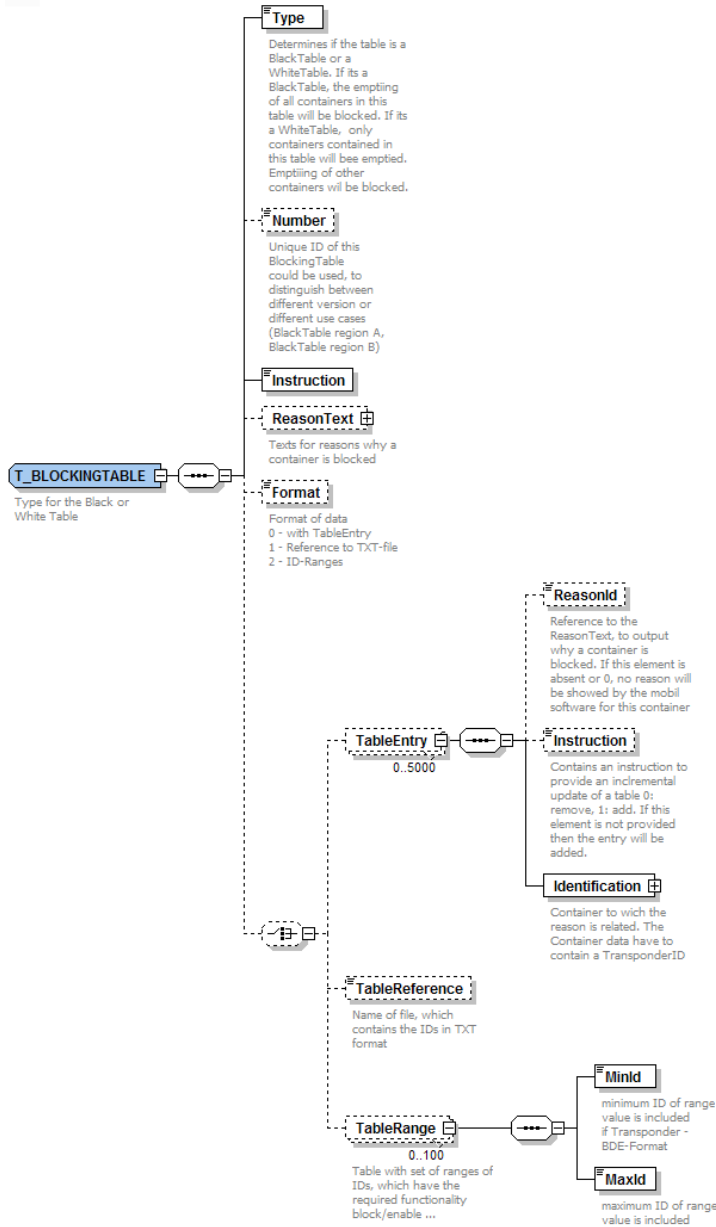 Type
Determines if the table is a
BlackTable or a
WhiteTable. If its a
BlackTable, the emptiing
of all containers in this
table will be blocked. If its
a WhiteTable,  only
containers contained in
this table will bee emptied.
Emptiiing of other
containers wil be blocked.
Number
Unique ID of this
BlockingTable
could be used, to
distinguish between
different version or
different use cases
(BlackTable region A,
BlackTable region B)
Instruction
ReasonText
Texts for reasons why a
container is blocked
T_BLOCKINGTABLE
Type for the Black or
White Table
Format
Format of data
0 - with TableEntry
1 - Reference to TXT-file
2 - ID-Ranges
ReasonId
Reference to the
ReasonText, to output
why a container is
blocked. If this element is
absent or 0, no reason will
be showed by the mobil
software for this container
TableEntry
0..5000
Instruction
Contains an instruction to
provide an inclremental
update of a table 0:
remove, 1: add. If this
element is not provided
then the entry will be
added.
Identification
Container to wich the
reason is related. The
Container data have to
contain a TransponderID
TableReference
Name of file, which
contains the IDs in TXT
format
MinId
minimum ID of range
value is included
if Transponder -
BDE-Format
TableRange
0..100
Table with set of ranges of
IDs, which have the
required functionality
block/enable ...
MaxId
maximum ID of range
value is included